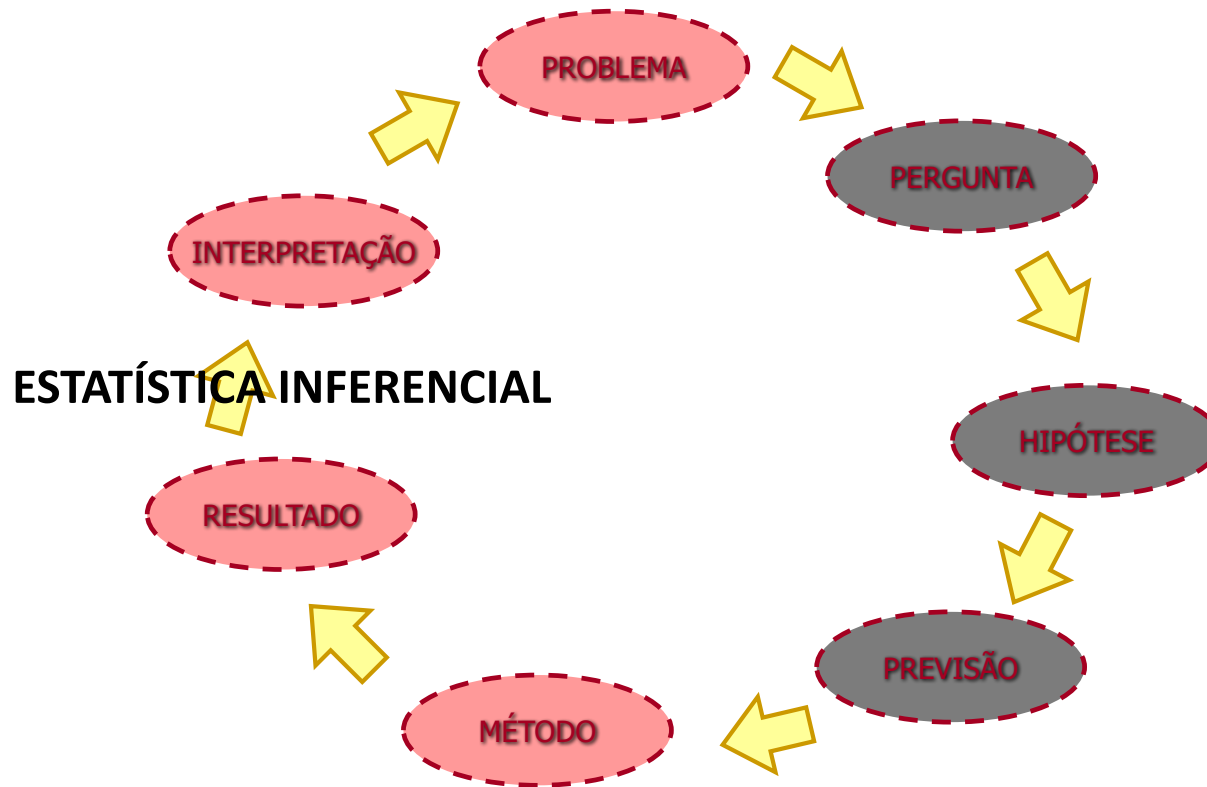 PROBLEMA
PERGUNTA
INTERPRETAÇÃO
ESTATÍSTICA INFERENCIAL
HIPÓTESE
RESULTADO
PREVISÃO
MÉTODO